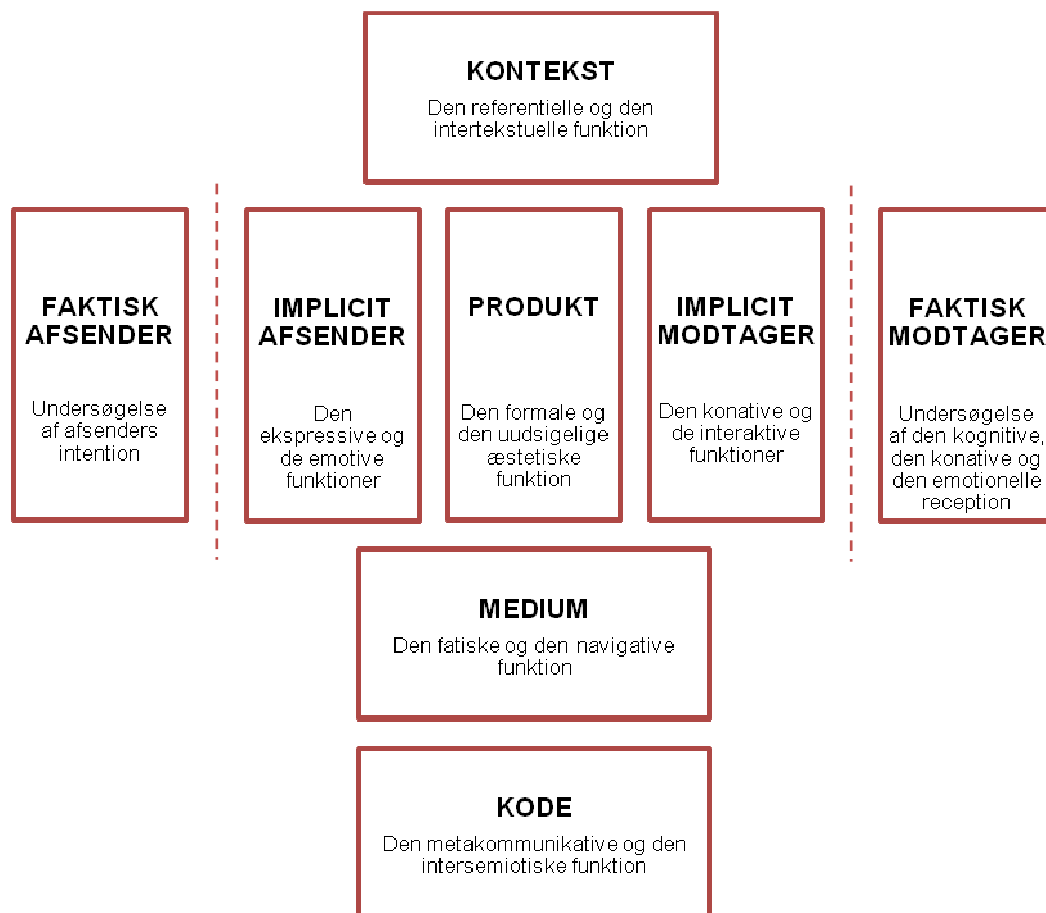 KONTEKST
Den referentielle og den
intertekstuelle funktion
FAKTISK
AFSENDER
Undersøgelse
af afsenders
intention
IMPLICIT
AFSENDER
Den
ekspressive og
de emotive
funktioner
PRODUKT
Den formale og
den uudsigelige
æstetiske
funktion
IMPLICIT
MODTAGER
Den konative og
de interaktive
funktioner
FAKTISK
MODTAGER
Undersøgelse
af den kognitive,
den konative og
den emotionelle
reception
MEDIUM
Den fatiske og den navigative
funktion
KODE
Den metakommunikative og den
intersemiotiske funktion